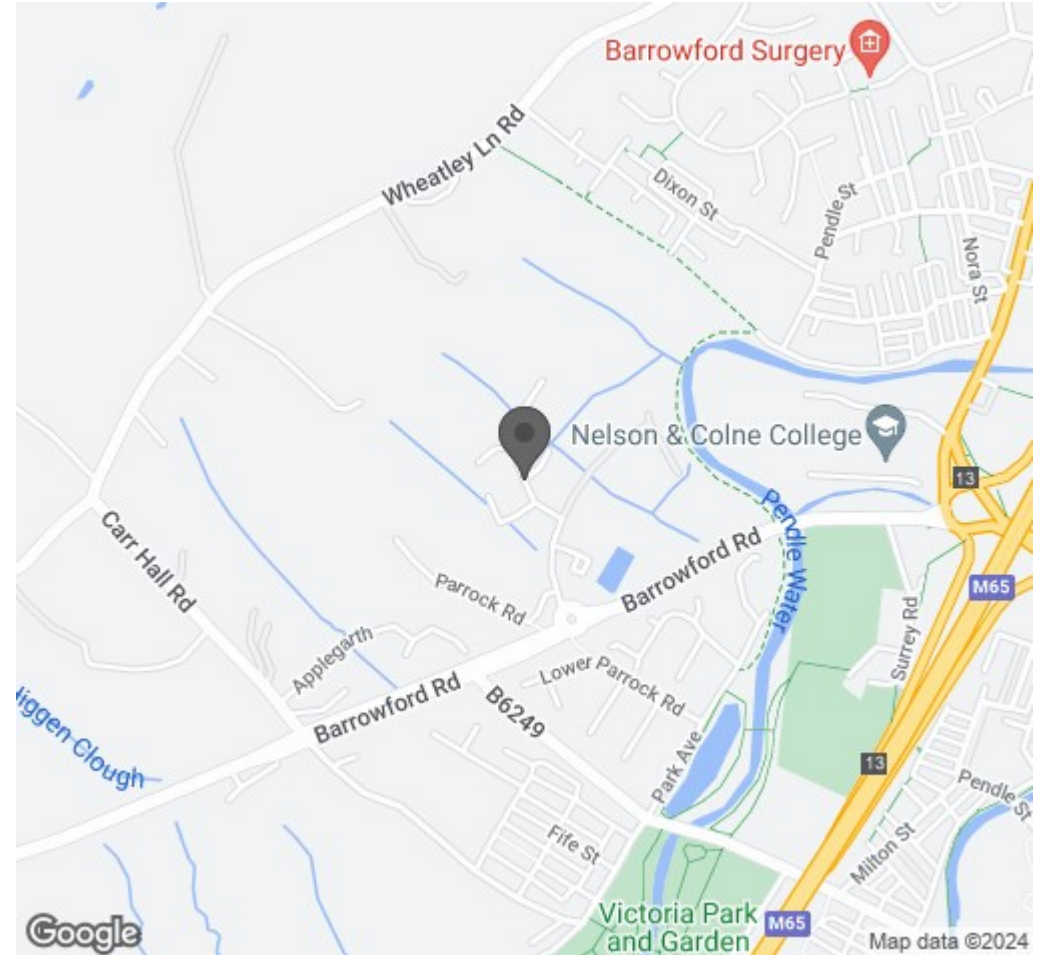 Barrowford Surgery
Wheatley Ln Rd
Dixon St
Pendle St
Nora St
Nelson & Colne College
13
Pendle Water
Carr Hall Rd
Barrowford Rd
M65
Parrock Rd
Surrey Rd
Applegarth
Lower Parrock Rd
Barrowford Rd
B6249
iggen Clough
Park Ave
13
Pendle St
Fife St
Milton St
Victoria Park
and Garden
M65
Google
Map data ©2024